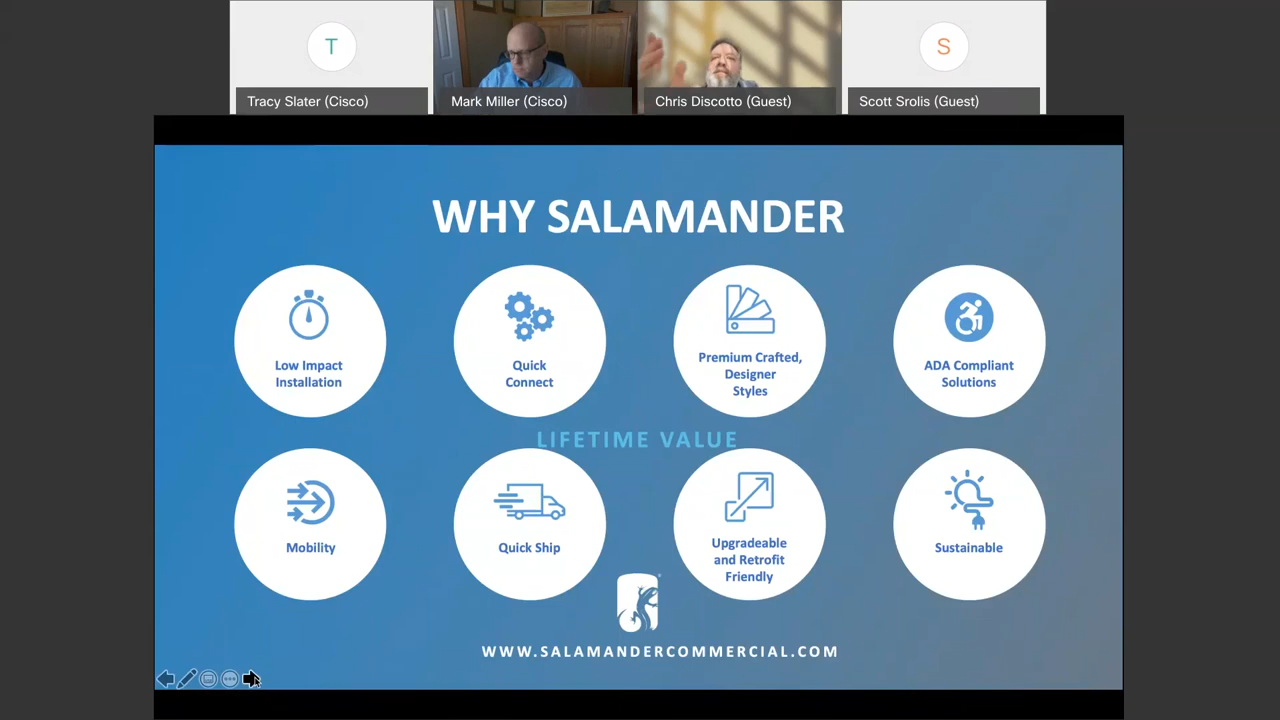 T
S
Tracy Slater (Cisco)
Mark Miller (Cisco)
Chris Discotto (Guest)
Scott Srolis (Guest)
WHY SALAMANDER
Low Impact
Installation
Quick
Connect
Premium Crafted,
Designer
Styles
ADA Compliant
Solutions
LIFETIME VALUE
Mobility
Quick Ship
Upgradeable
and Retrofit
Friendly
Sustainable
WWW.SALAMANDERCOMMERCIAL.COM